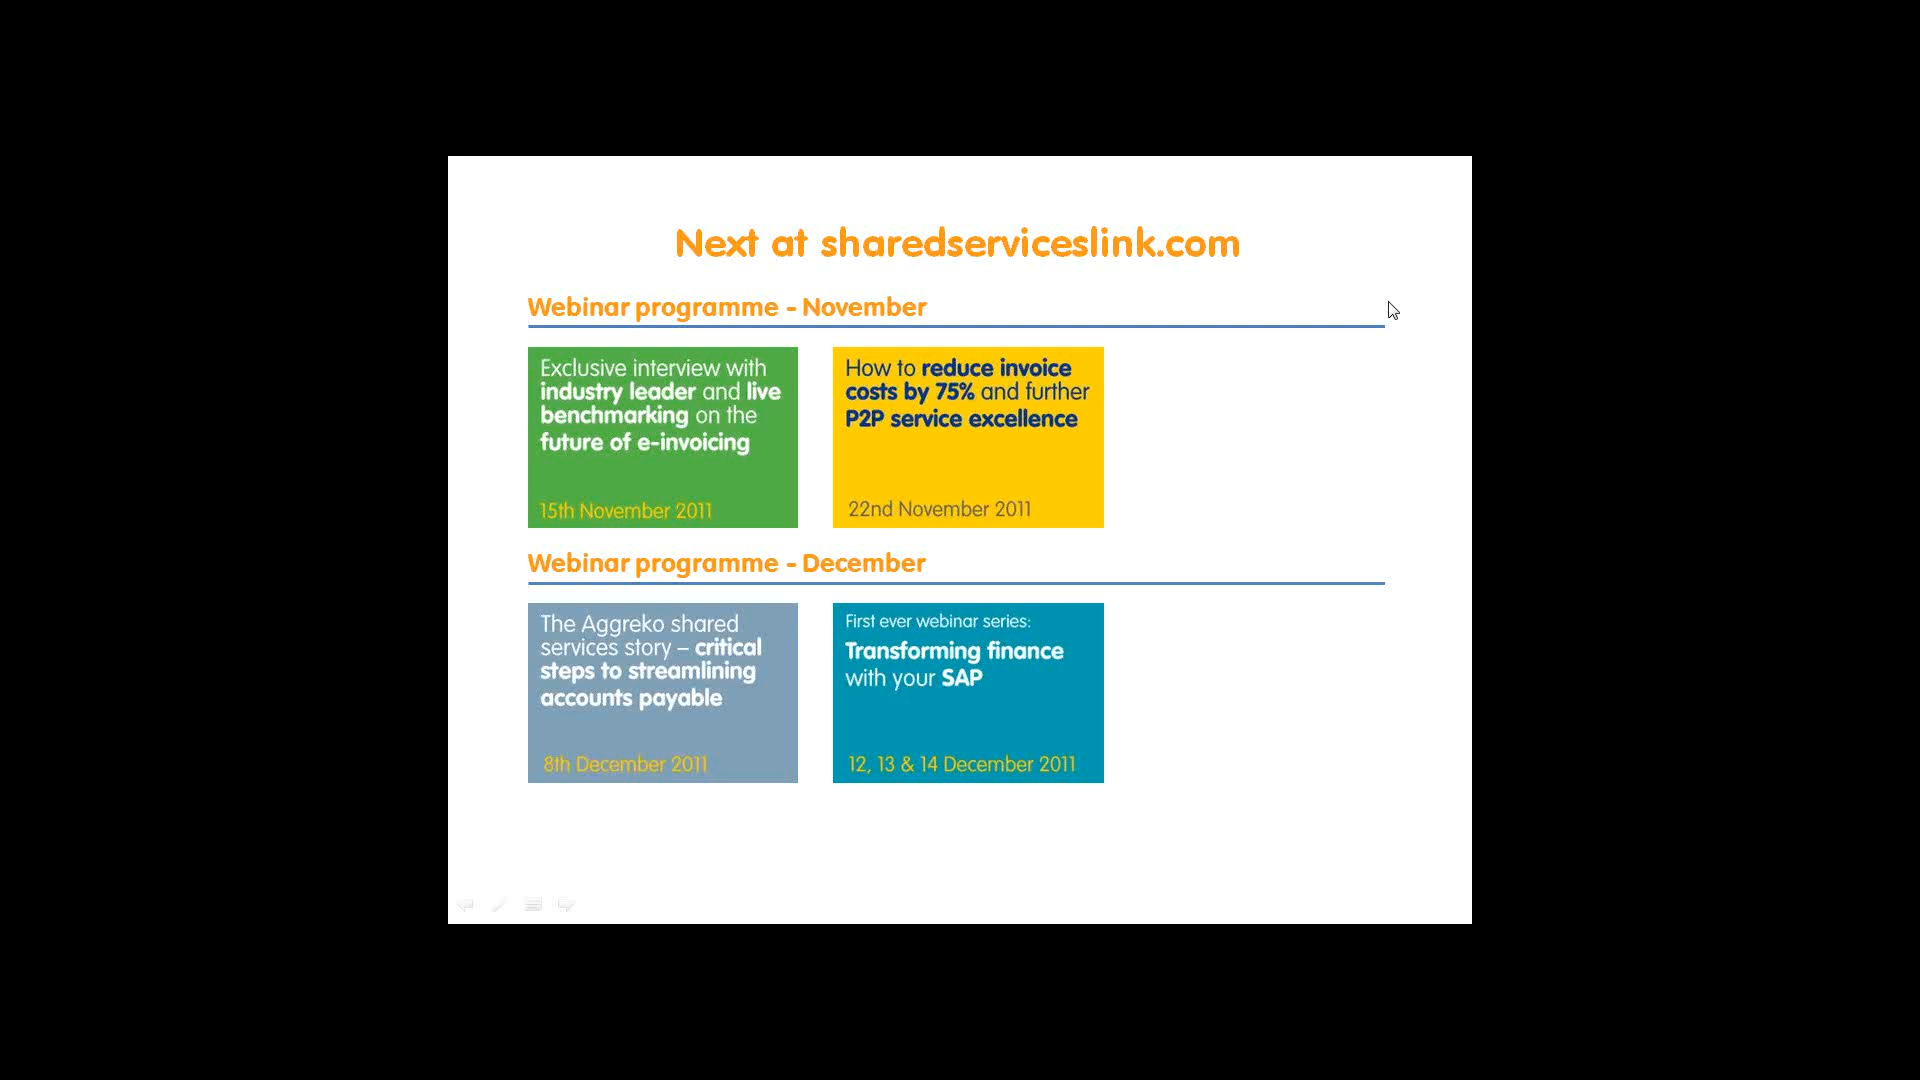 Next at sharedserviceslink.com
Webinar programme - November
Exclusive interview with
industry leader and live
benchmarking on the
future of e-invoicing
15th November 2011
How to reduce invoice
costs by 75% and further
P2P service excellence
22nd November 2011
Webinar programme - December
The Aggreko shared
services story – critical
steps to streamlining
accounts payable
8th December 2011
First ever webinar series:
Transforming finance
with your SAP
12, 13 & 14 December 2011